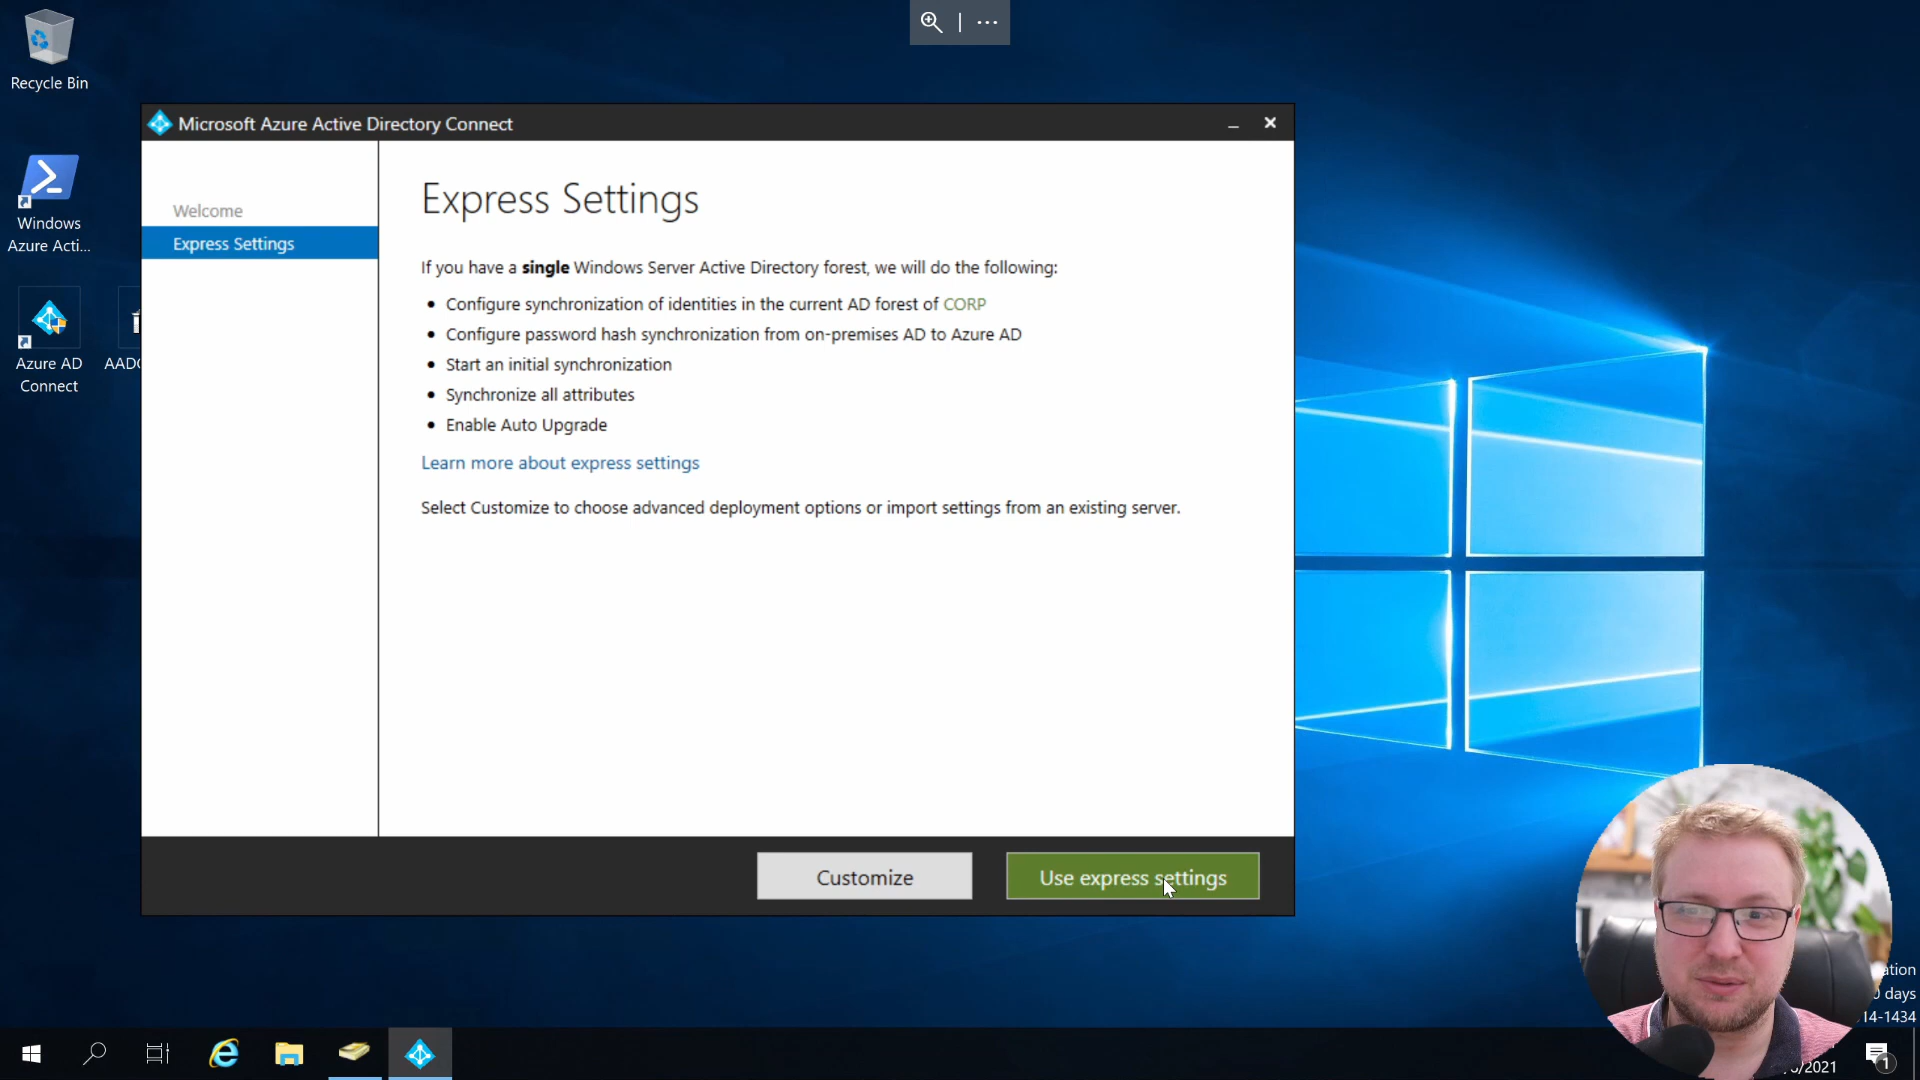 Recycle Bin
Windows
Azure Acti...
Azure AD
Connect
Microsoft Azure Active Directory Connect
Welcome
Express Settings
Express Settings
If you have a single Windows Server Active Directory forest, we will do the following:
• Configure synchronization of identities in the current AD forest of CORP
• Configure password hash synchronization from on-premises AD to Azure AD
• Start an initial synchronization
• Synchronize all attributes
• Enable Auto Upgrade
Learn more about express settings
Select Customize to choose advanced deployment options or import settings from an existing server.
Customize
Use express settings
days
14-1434
/2021
1